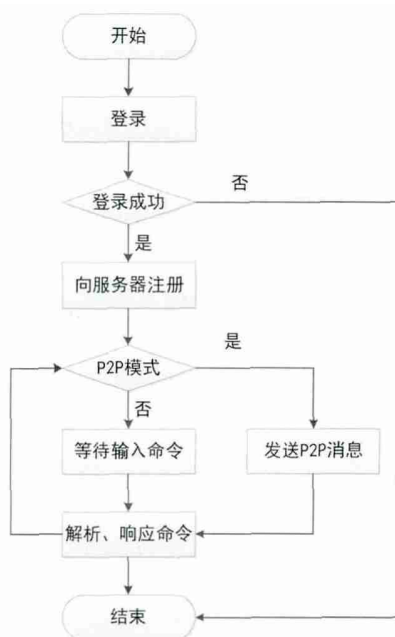 开始
登录
登录成功
否
是
向服务器注册
P2P模式
是
否
等待输入命令
发送P2P消息
解析、响应命令
结束